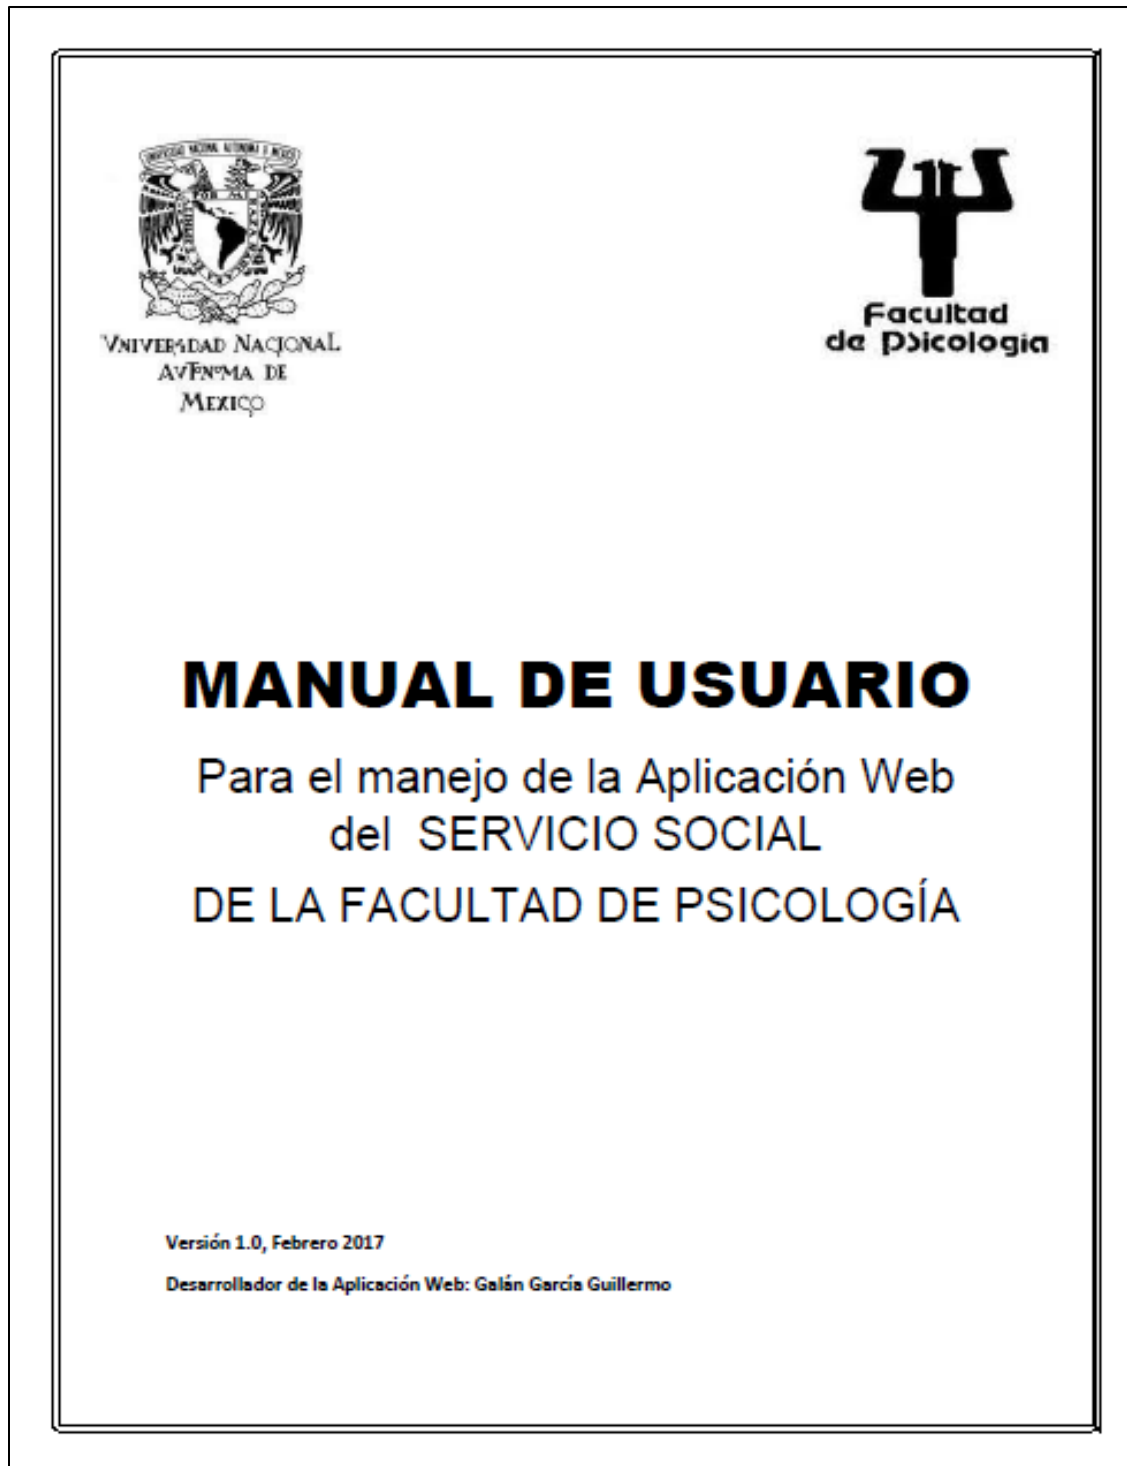 VNIVERSDAD NACIONAL
AVTNOMA DE
MEXICO
Facultad
de Psicología
MANUAL DE USUARIO
Para el manejo de la Aplicación Web
del SERVICIO SOCIAL
DE LA FACULTAD DE PSICOLOGÍA
Versión 1.0, Febrero 2017
Desarrollador de la Aplicación Web: Galán García Guillermo